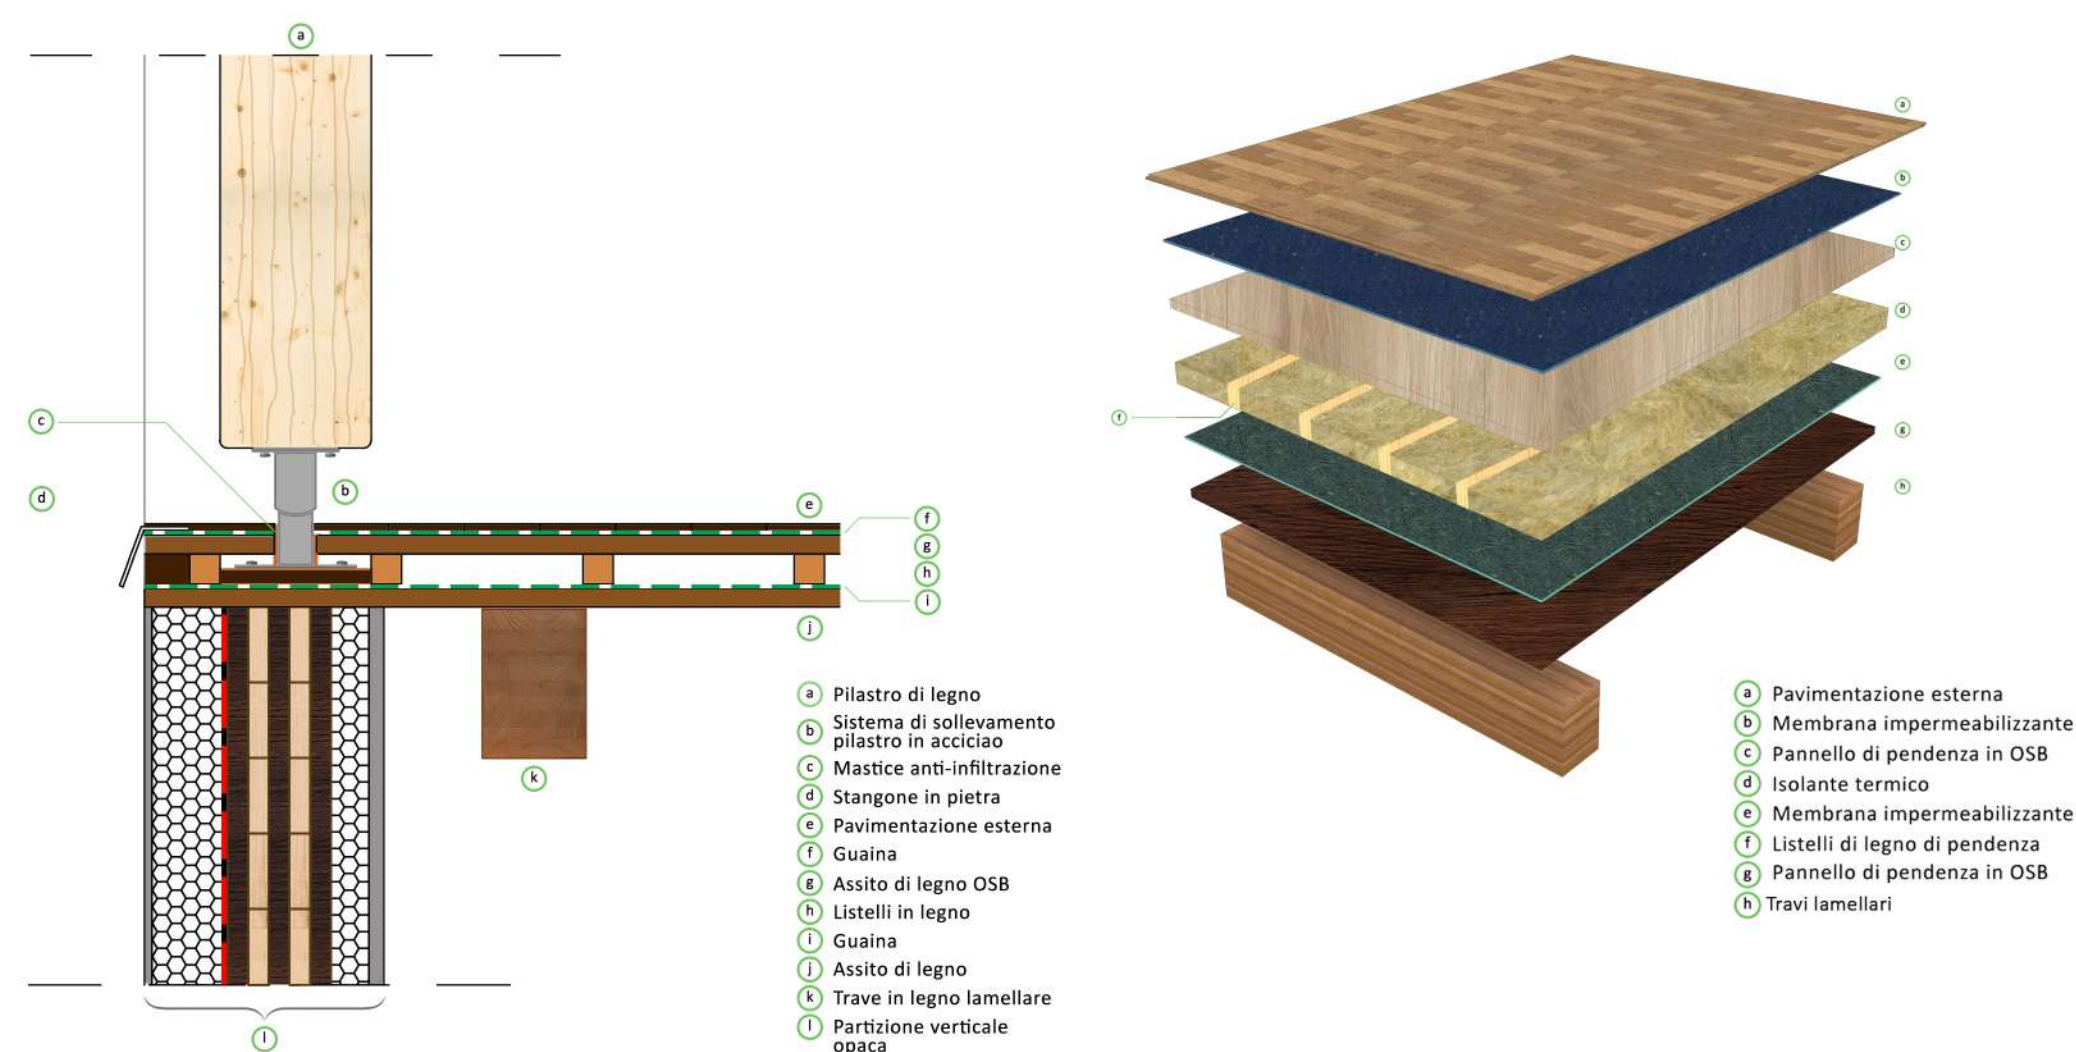 a
c
d
b
e
f
g
h
i
j
k
l
a Pilastro di legno
b Sistema di sollevamento
pilastro in acciciao
c Mastice anti-infiltrazione
d Stangone in pietra
e Pavimentazione esterna
f Guaina
g Assito di legno OSB
h Listelli in legno
i Guaina
j Assito di legno
k Trave in legno lamellare
l Partizione verticale
opaca
a
b
c
d
e
f
g
h
a Pavimentazione esterna
b Membrana impermeabilizzante
c Pannello di pendenza in OSB
d Isolante termico
e Membrana impermeabilizzante
f Listelli di legno di pendenza
g Pannello di pendenza in OSB
h Travi lamellari